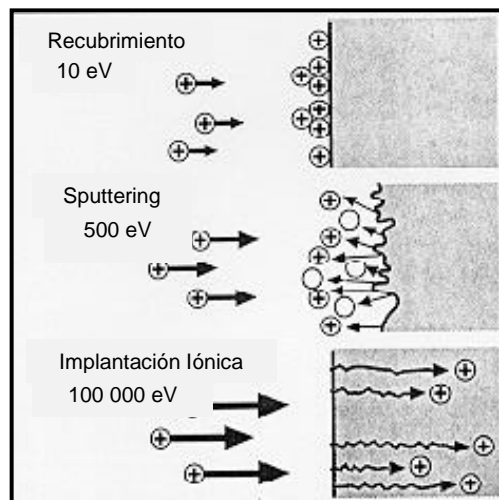 Recubrimiento
10 eV
Sputtering
500 eV
Implantación Iónica
100 000 eV